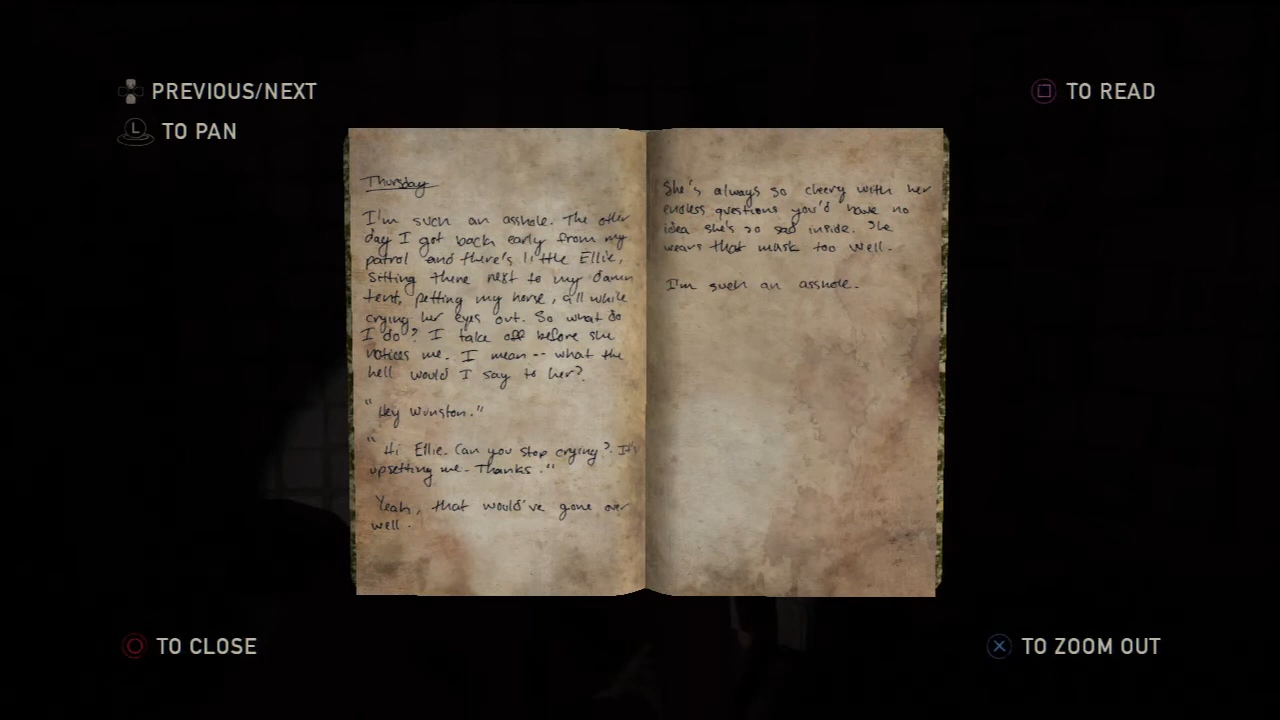 PREVIOUS/NEXT
L TO PAN
TO READ
Thursday
I'm such an asshole. The other
day I got back early from my
patrol and there's little Ellie,
sitting there next to my damn
tent, petting my horse, all while
crying her eyes out. So what do
I do? I take off before she
notices me. I mean -- what the
hell would I say to her?
"Hey Winston."
"Hi Ellie. Can you stop crying? It's
upsetting me. Thanks."
Yeah, that would've gone over
well.
She's always so cheery with her
endless questions you'd have no
idea she's so sad inside. She
wears that mask too well.
I'm such an asshole.
TO CLOSE
TO ZOOM OUT